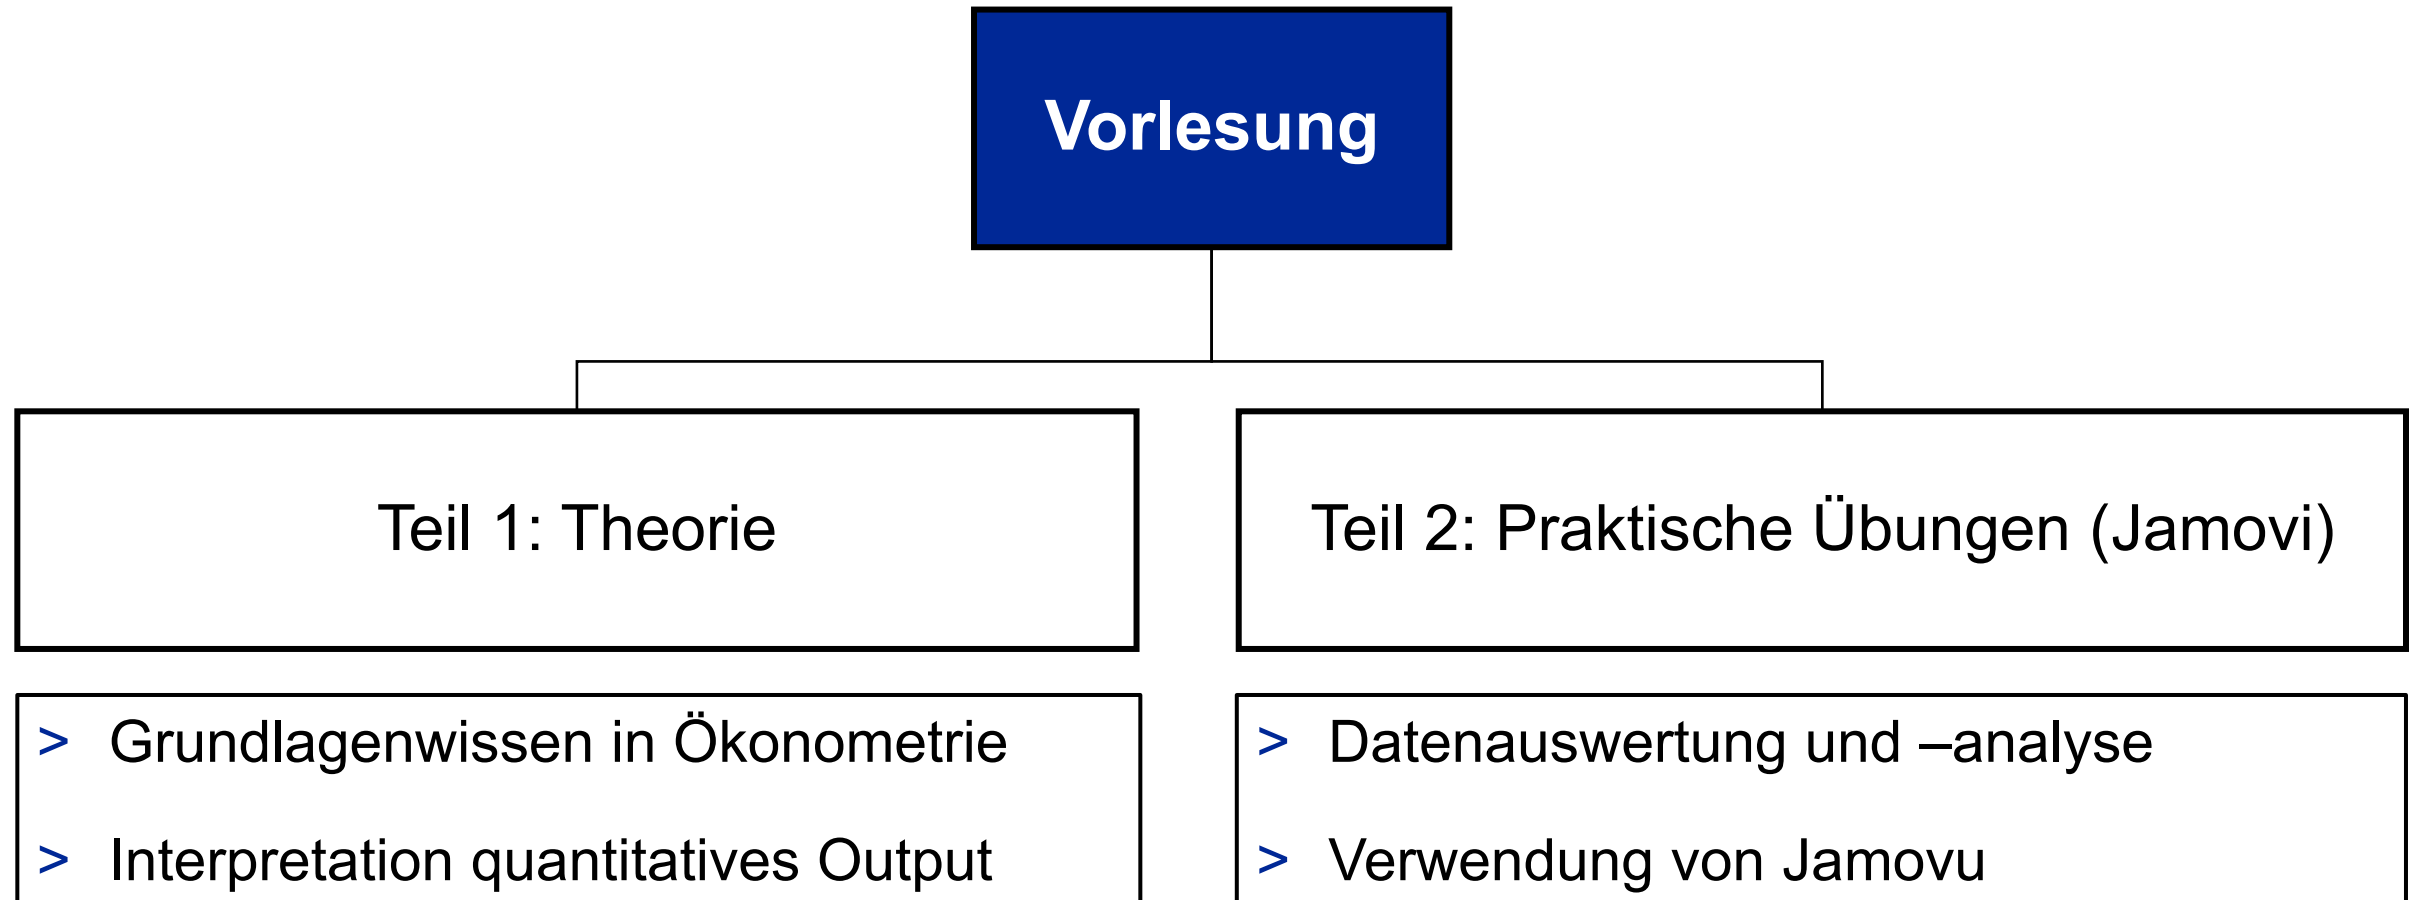 Vorlesung
Teil 1: Theorie
Teil 2: Praktische Übungen (Jamovi)
> Grundlagenwissen in Ökonometrie
> Interpretation quantitatives Output
> Datenauswertung und –analyse
> Verwendung von Jamovu